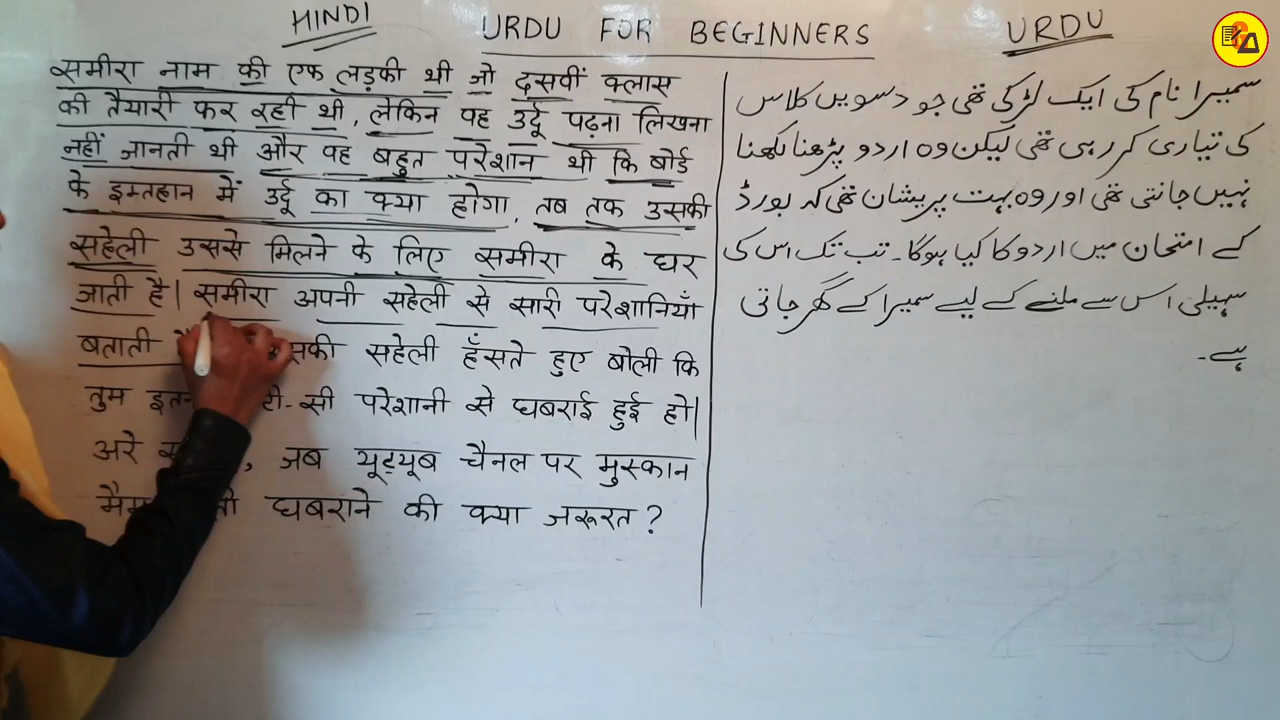 HINDI
URDU FOR BEGINNERS
URDU
समीरा नाम की एक लड़की थी जो दसवीं क्लास
की तैयारी कर रही थी, लेकिन वह उर्दू पढ़ना लिखना
नहीं जानती थी और वह बहुत परेशान थी कि बोर्ड
के इम्तहान में उर्दू का क्या होगा, तब तक उसकी
सहेली उससे मिलने के लिए समीरा के घर
जाती है। समीरा अपनी सहेली से सारी परेशानियाँ
बताती सहेली हँसते हुए बोली कि
तुम परेशानी से घबराई हुई हो।
अरे जब यूट्यूब चैनल पर मुस्कान
घबराने की क्या जरूरत ?
سمیرا نام کی ایک لڑکی تھی جو دسویں کلاس
کی تیاری کر رہی تھی لیکن وہ اردو پڑھنا لکھنا
نہیں جانتی تھی اور وہ بہت پریشان تھی کہ بورڈ
کے امتحان میں اردو کا کیا ہوگا۔ تب تک اس کی
سہیلی اس سے ملنے کے لیے سمیرا کے گھر جاتی
ہے۔